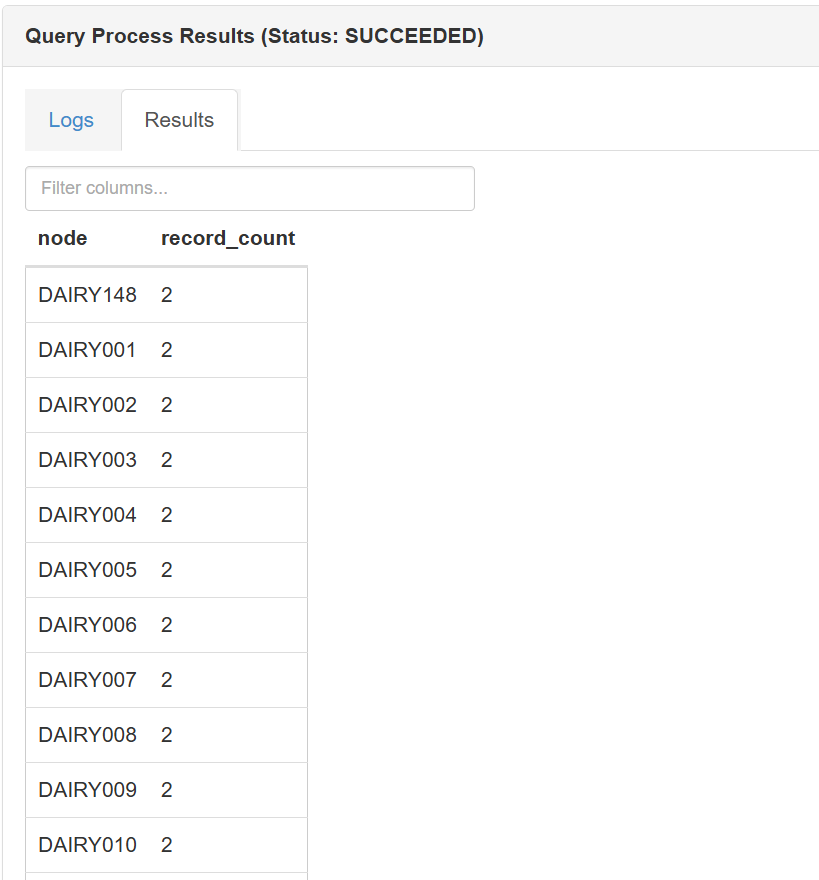 Query Process Results (Status: SUCCEEDED)
Logs Results
Filter columns...
node record_count
DAIRY148 2
DAIRY001 2
DAIRY002 2
DAIRY003 2
DAIRY004 2
DAIRY005 2
DAIRY006 2
DAIRY007 2
DAIRY008 2
DAIRY009 2
DAIRY010 2